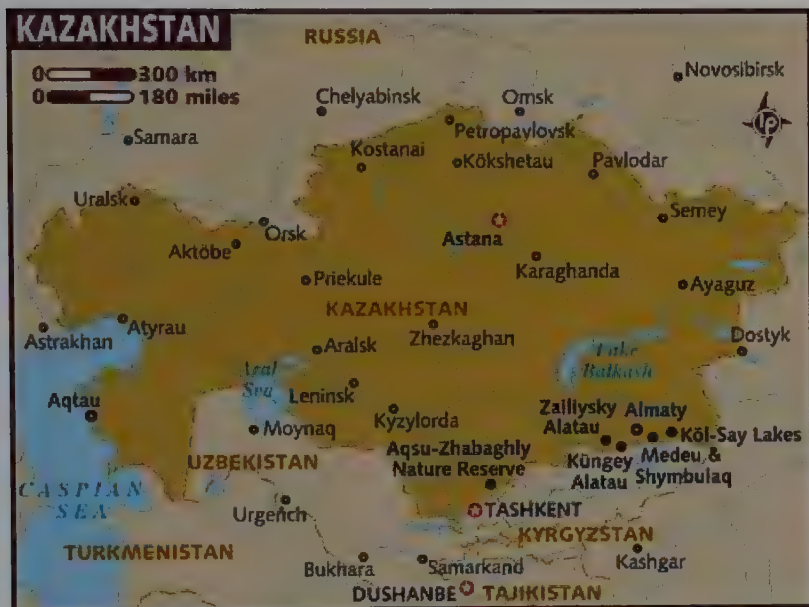 KAZAKHSTAN
RUSSIA
0 300 km
0 180 miles
Novosibirsk
Chelyabinsk
Omsk
Samara
Petropavlovsk
lp
Kostanai
Kökshetau
Pavlodar
Uralsk
Semey
Orsk
Astana
Aktöbe
Karaghanda
Priekule
Ayaguz
KAZAKHSTAN
Atyrau
Zhezkaghan
Astrakhan
Aralsk
Dostyk
Lake
Balkash
Aral
Sea
Leninsk
Aqtau
Kyzylorda
Zailiysky
Alatau
Almaty
Köl-Say Lakes
Moynaq
Aqsu-Zhabaghly
Nature Reserve
Küngey
Alatau
Medeu &
Shymbulaq
UZBEKISTAN
CASPIAN
SEA
Urgench
TASHKENT
KYRGYZSTAN
TURKMENISTAN
Kashgar
Bukhara
Samarkand
DUSHANBE
TAJIKISTAN